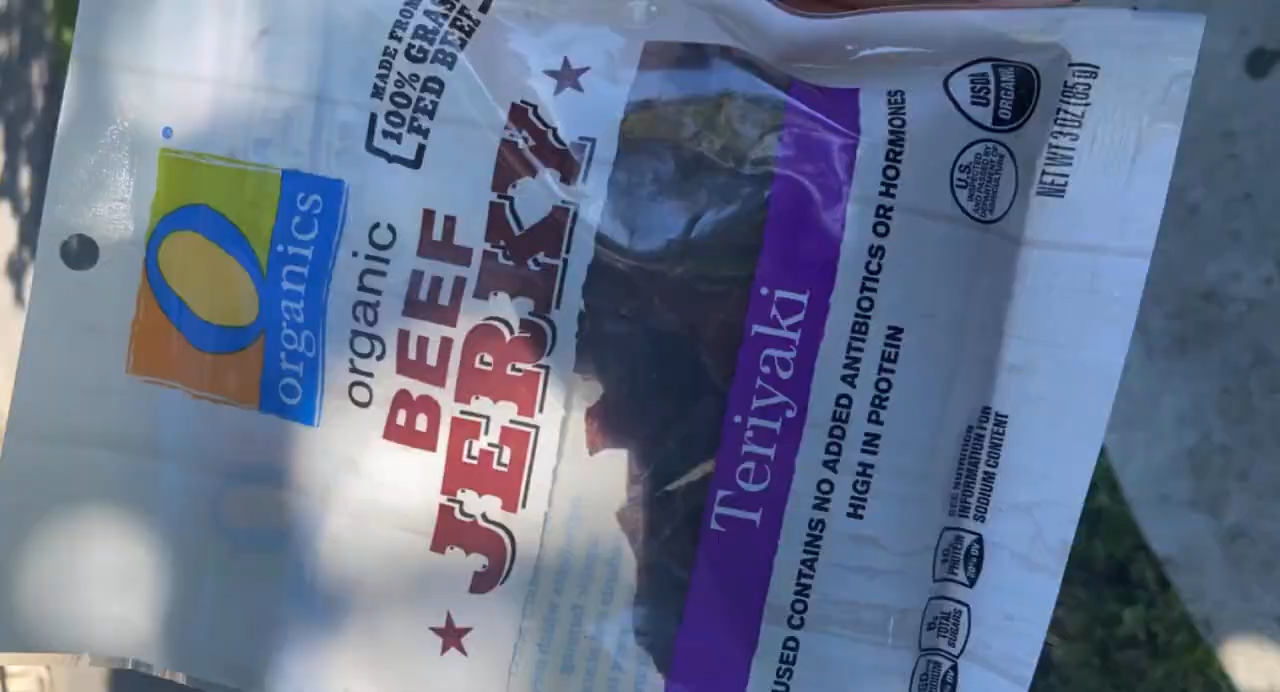 O
organics
MADE FROM
100% GRASS
FED BEEF
organic
BEEF
JERKY
Teriyaki
USED CONTAINS NO ADDED ANTIBIOTICS OR HORMONES
HIGH IN PROTEIN
USDA
ORGANIC
U.S.
INSPECTED
AND PASSED BY
DEPARTMENT OF
AGRICULTURE
NET WT 3 OZ (85 g)
SEE NUTRITION
INFORMATION FOR
SODIUM CONTENT
PROTEIN
20% DV
TOTAL
SUGARS